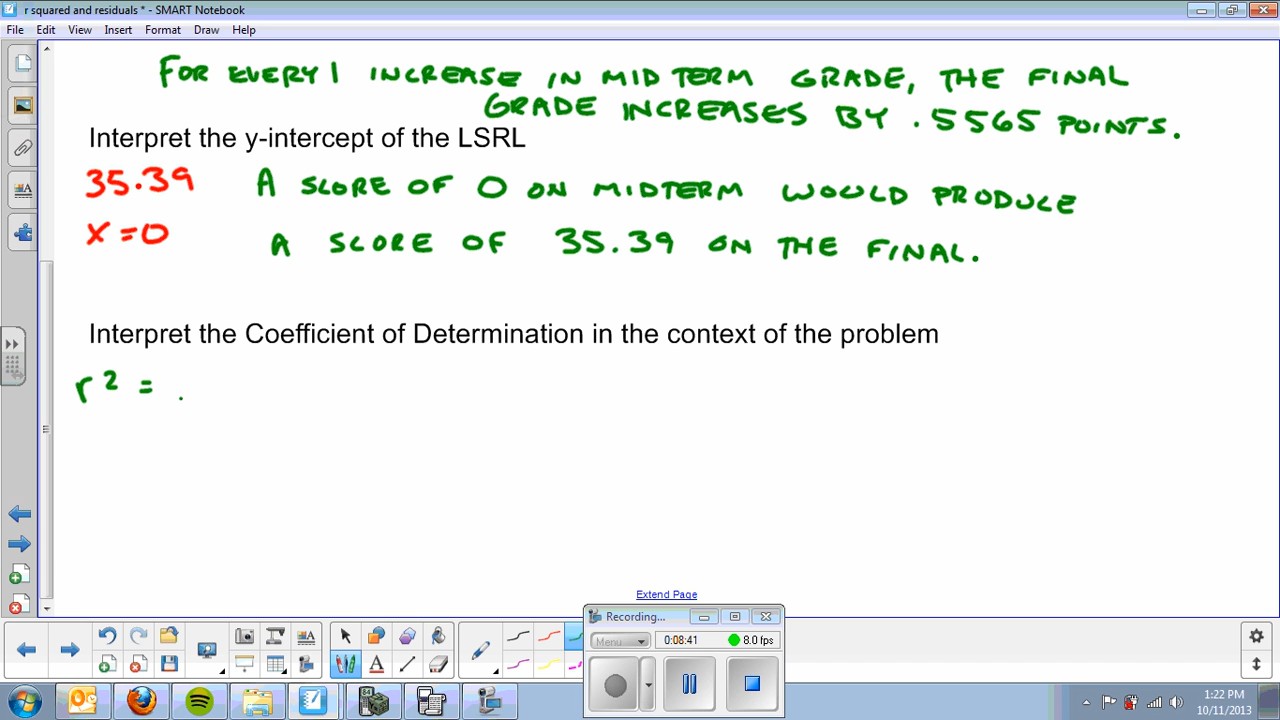 r squared and residuals * - SMART Notebook
File Edit View Insert Format Draw Help
FOR EVERY 1 INCREASE IN MIDTERM GRADE, THE FINAL
GRADE INCREASES BY .5565 POINTS.
Interpret the y-intercept of the LSRL
35.39 A SCORE OF 0 ON MIDTERM WOULD PRODUCE
x=0 A SCORE OF 35.39 ON THE FINAL.
Interpret the Coefficient of Determination in the context of the problem
r² = .
Extend Page
Recording...
Menu 0:08:41 8.0 fps
1:22 PM
10/11/2013